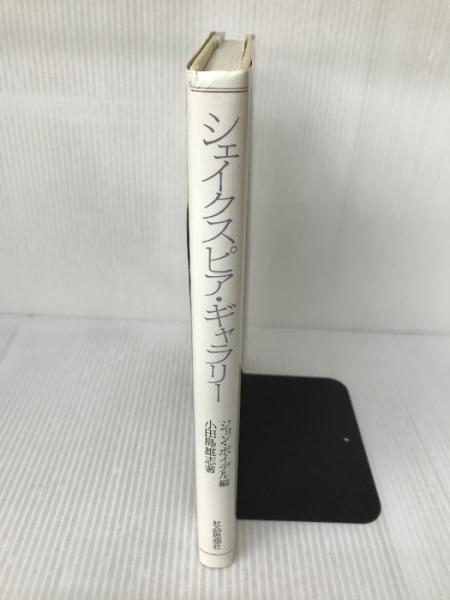 シェイクスピア・ギャラリー
ジョン・ボイデル編
小田島雄志著
社会思想社